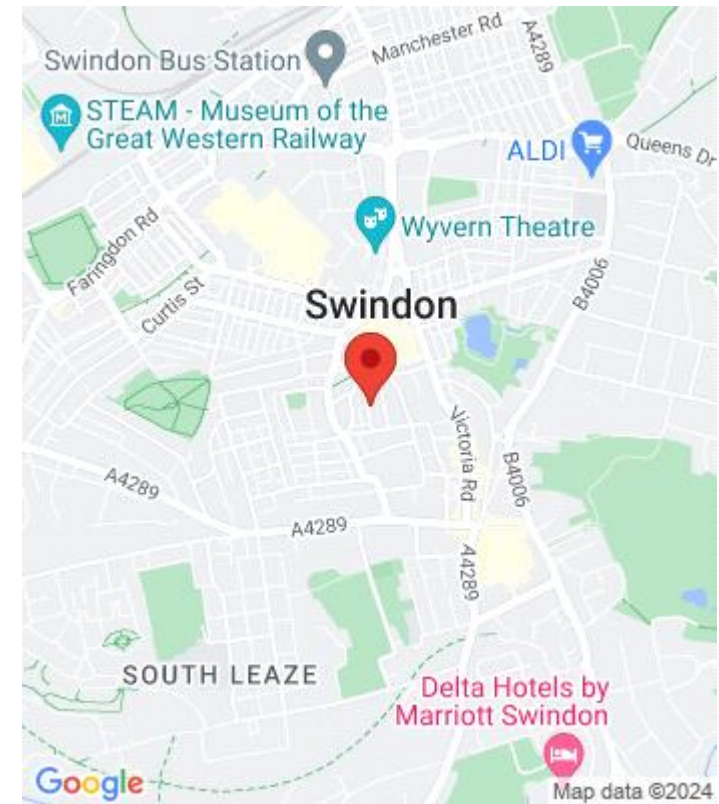 Manchester Rd
A4289
Swindon Bus Station
STEAM - Museum of the
Great Western Railway
ALDI
Queens Dr
Wyvern Theatre
Faringdon Rd
Curtis St
B4006
Swindon
Victoria Rd
B4006
A4289
A4289
A4289
SOUTH LEAZE
Delta Hotels by
Marriott Swindon
Google
Map data ©2024